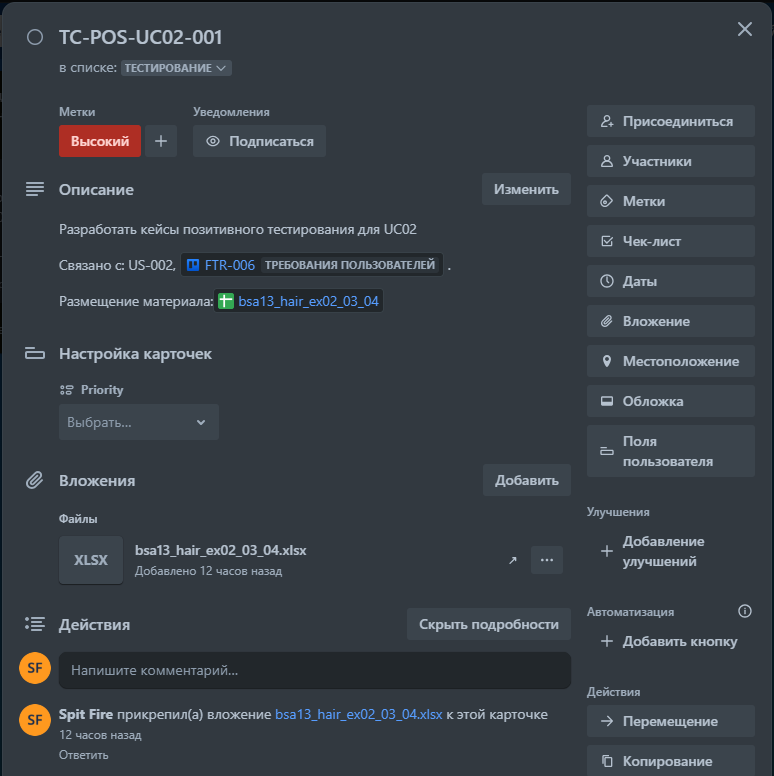 TC-POS-UC02-001
в списке: ТЕСТИРОВАНИЕ
Метки
Уведомления
Высокий
Подписаться
Описание
Изменить
Разработать кейсы позитивного тестирования для UC02
Связано с: US-002, FTR-006 ТРЕБОВАНИЯ ПОЛЬЗОВАТЕЛЕЙ .
Размещение материала: bsa13_hair_ex02_03_04
Настройка карточек
Priority
Выбрать...
Вложения
Добавить
Файлы
XLSX
bsa13_hair_ex02_03_04.xlsx
Добавлено 12 часов назад
Действия
Скрыть подробности
SF
Напишите комментарий...
SF
Spit Fire прикрепил(а) вложение bsa13_hair_ex02_03_04.xlsx к этой карточке
12 часов назад
Ответить
Присоединиться
Участники
Метки
Чек-лист
Даты
Вложение
Местоположение
Обложка
Поля
пользователя
Улучшения
Добавление
улучшений
Автоматизация
Добавить кнопку
Действия
Перемещение
Копирование